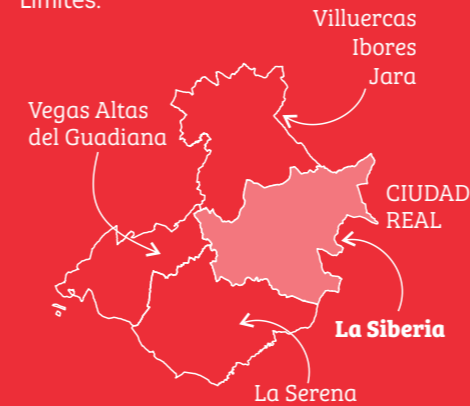 Límites:
Villuercas
Ibores
Jara
Vegas Altas
del Guadiana
CIUDAD
REAL
La Siberia
La Serena